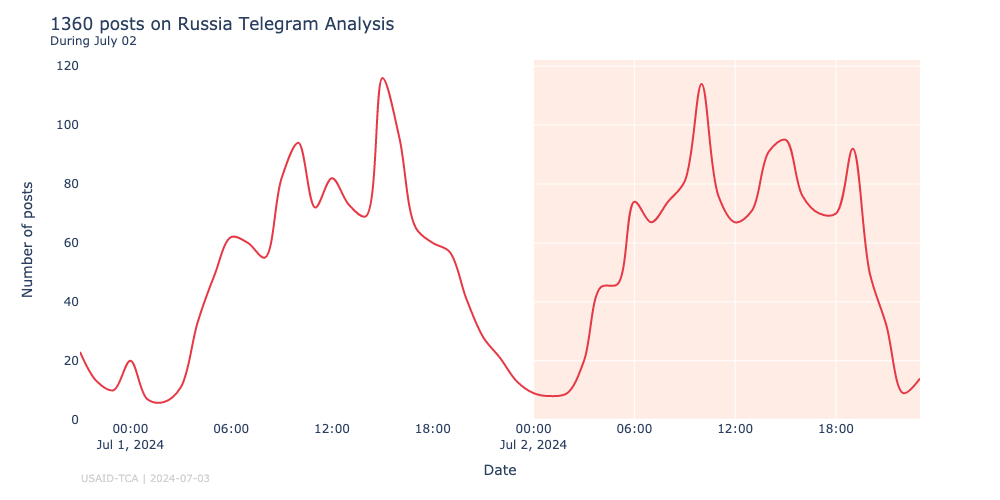 1360 posts on Russia Telegram Analysis
During July 02
120
100
80
60
40
20
0
Number of posts
00:00 06:00 12:00 18:00 00:00 06:00 12:00 18:00
Jul 1, 2024 Jul 2, 2024
Date
USAID-TCA | 2024-07-03